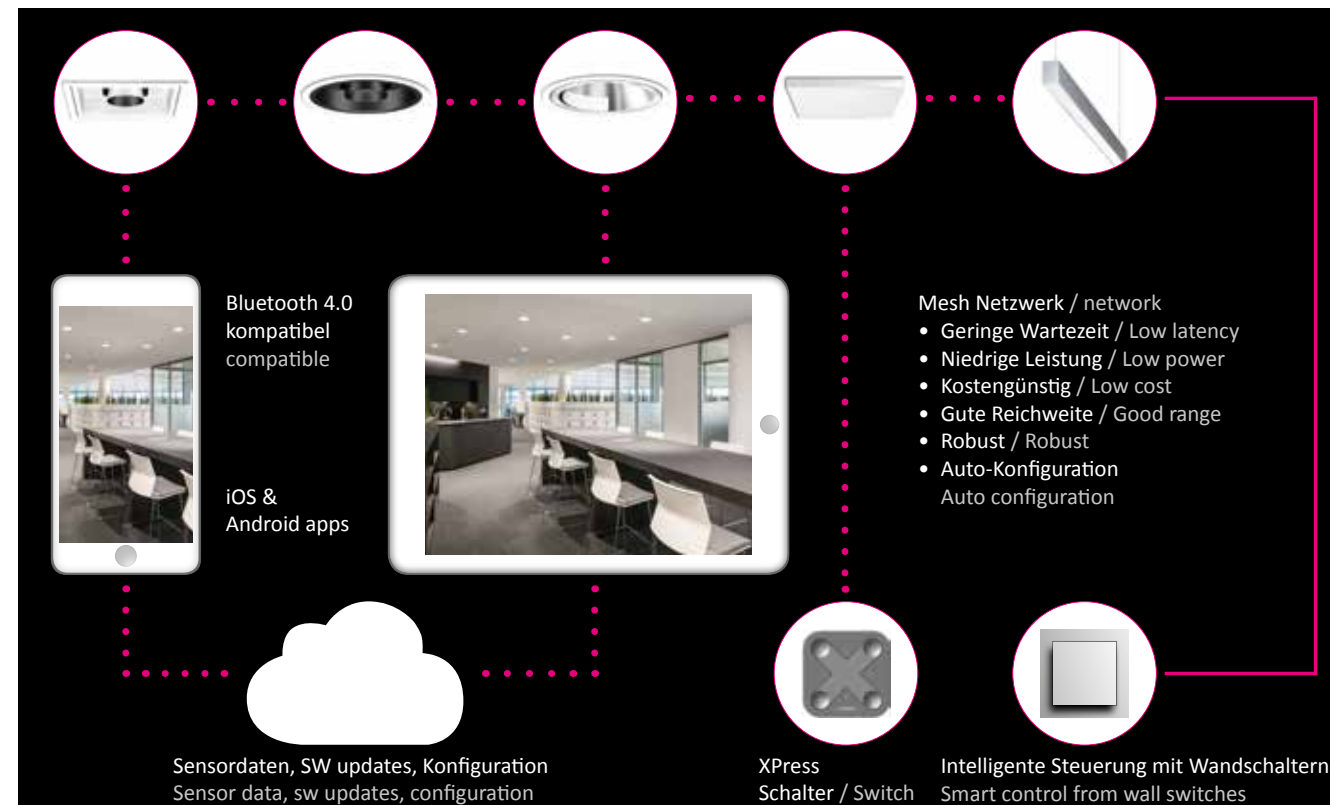 Bluetooth 4.0
kompatibel
compatible
iOS &
Android apps
Mesh Netzwerk / network
• Geringe Wartezeit / Low latency
• Niedrige Leistung / Low power
• Kostengünstig / Low cost
• Gute Reichweite / Good range
• Robust / Robust
• Auto-Konfiguration
Auto configuration
Sensordaten, SW updates, Konfiguration
Sensor data, sw updates, configuration
XPress
Schalter / Switch
Intelligente Steuerung mit Wandschaltern
Smart control from wall switches